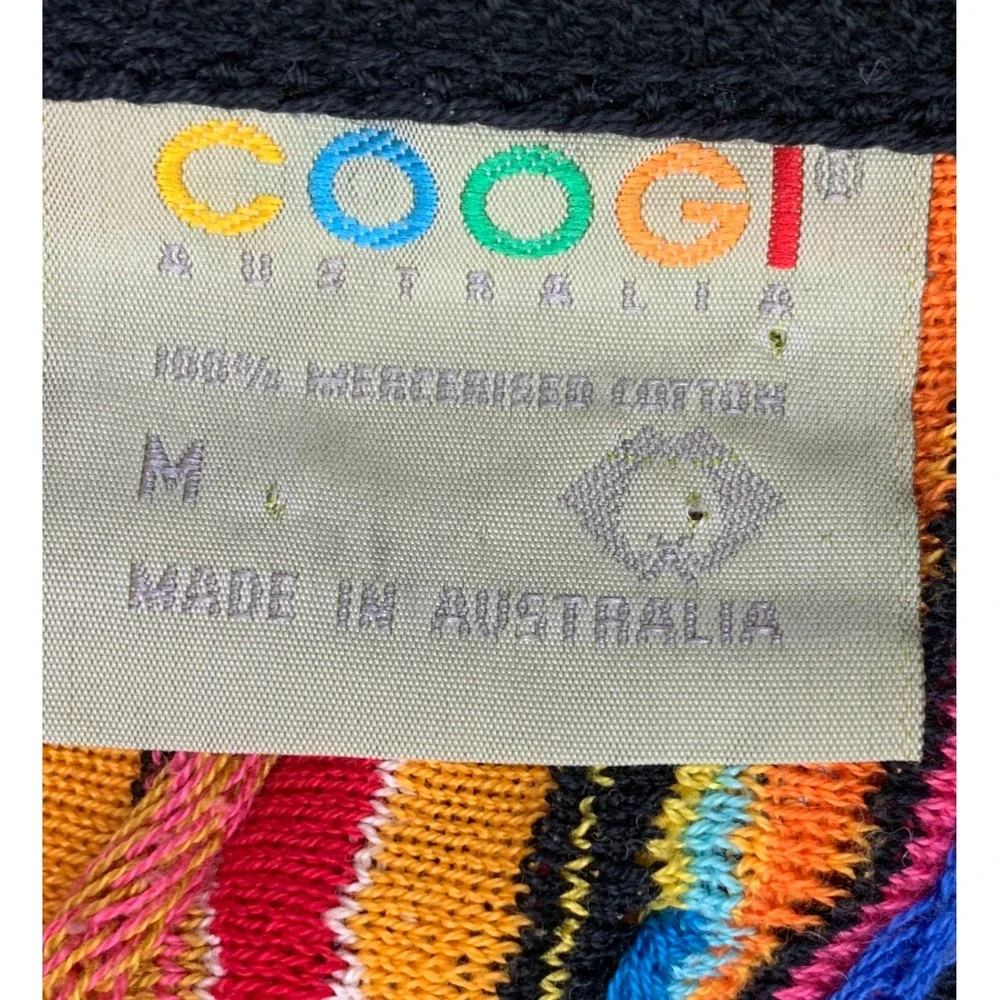 COOGI®
AUSTRALIA
100% MERCERISED COTTON
M
MADE IN AUSTRALIA